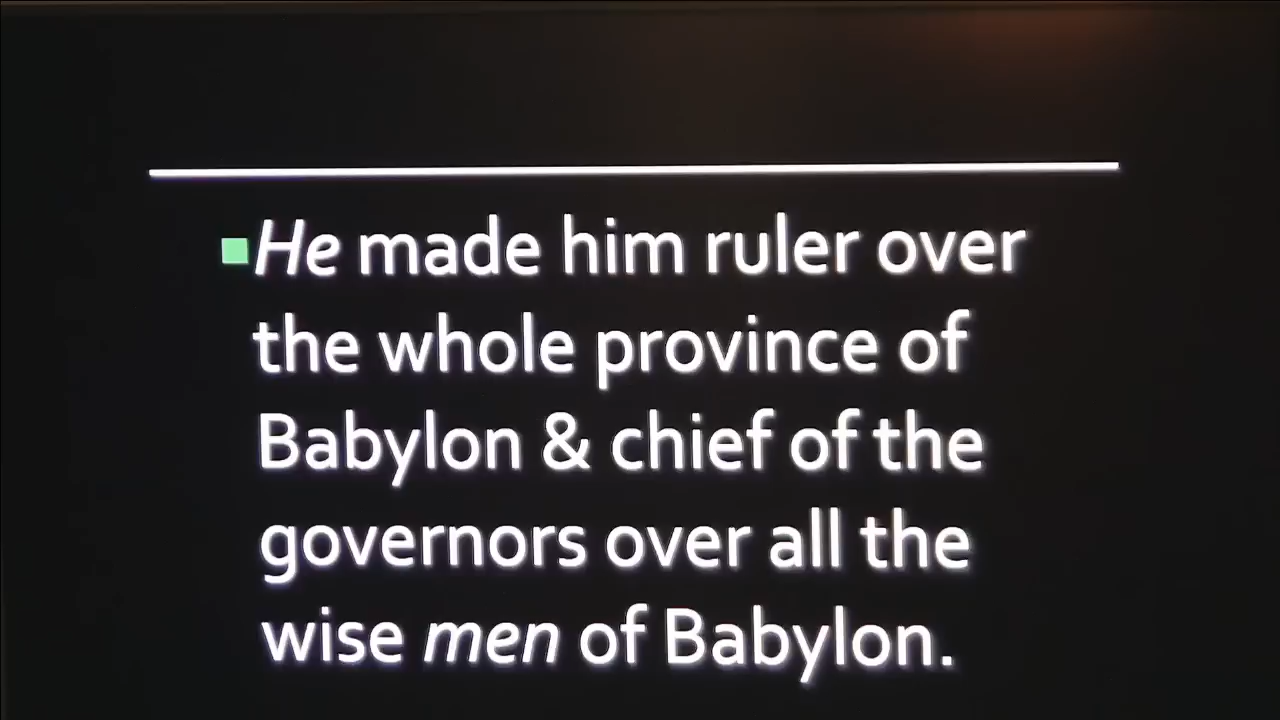 He made him ruler over
the whole province of
Babylon & chief of the
governors over all the
wise men of Babylon.